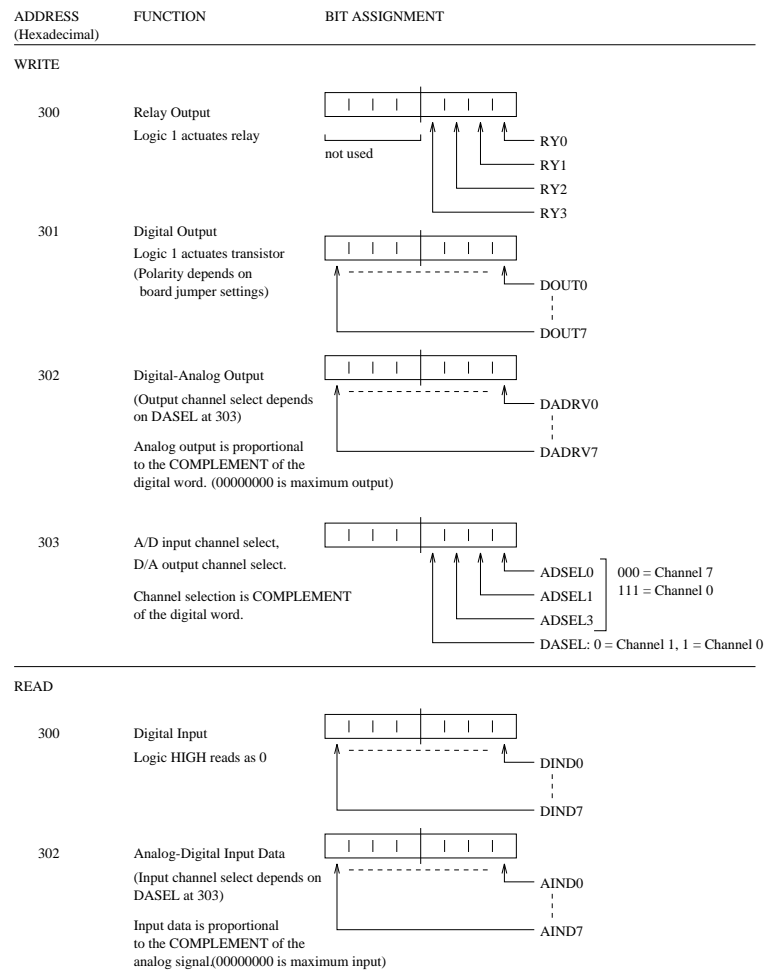 ADDRESS FUNCTION BIT ASSIGNMENT
(Hexadecimal)
WRITE
300 Relay Output
Logic 1 actuates relay
not used
RY0
RY1
RY2
RY3
301 Digital Output
Logic 1 actuates transistor
(Polarity depends on
board jumper settings)
DOUT0
DOUT7
302 Digital-Analog Output
(Output channel select depends
on DASEL at 303)
DADRV0
DADRV7
Analog output is proportional
to the COMPLEMENT of the
digital word. (00000000 is maximum output)
303 A/D input channel select,
D/A output channel select.
Channel selection is COMPLEMENT
of the digital word.
ADSEL0 000 = Channel 7
ADSEL1 111 = Channel 0
ADSEL3
DASEL: 0 = Channel 1, 1 = Channel 0
READ
300 Digital Input
Logic HIGH reads as 0
DIND0
DIND7
302 Analog-Digital Input Data
(Input channel select depends on
DASEL at 303)
AIND0
AIND7
Input data is proportional
to the COMPLEMENT of the
analog signal.(00000000 is maximum input)